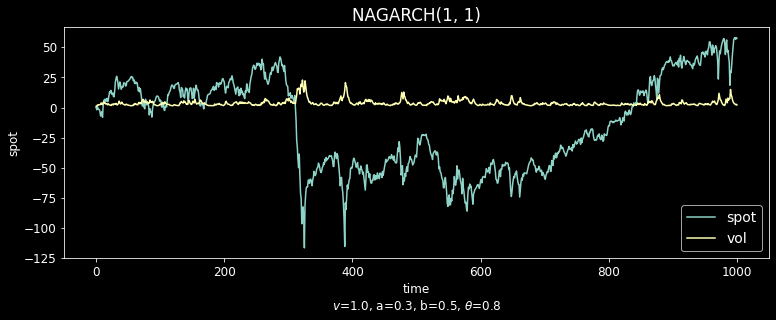 NAGARCH(1, 1)
spot
50
25
0
−25
−50
−75
−100
−125
0
200
400
600
800
1000
spot
vol
time
v=1.0, a=0.3, b=0.5, θ=0.8